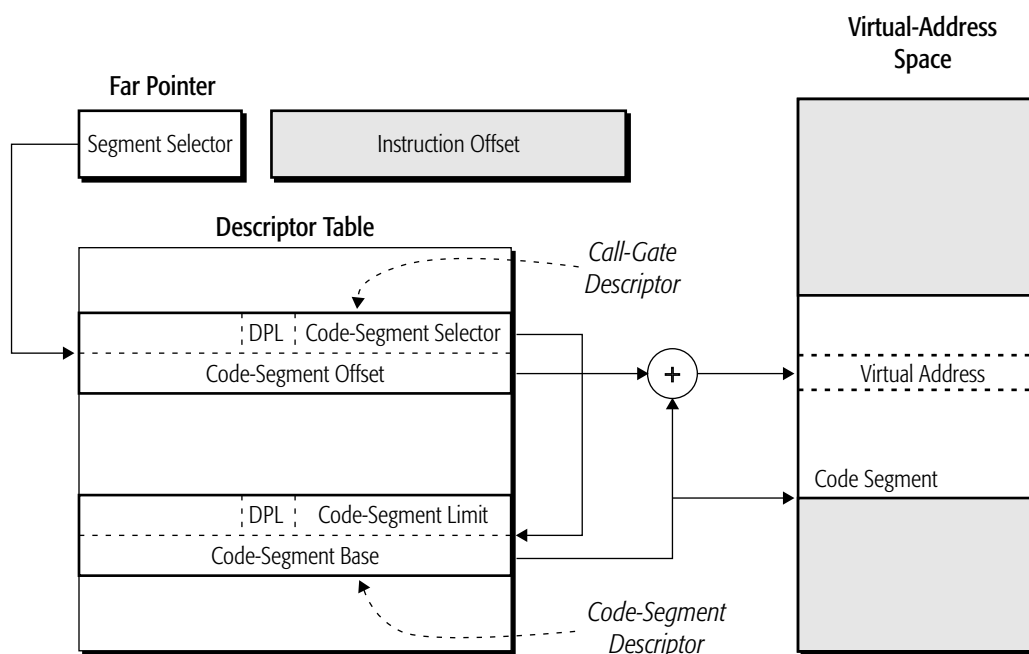 Virtual-Address
Space
Far Pointer
Segment Selector
Instruction Offset
Descriptor Table
Call-Gate
Descriptor
DPL
Code-Segment Selector
Code-Segment Offset
+
Virtual Address
Code Segment
DPL
Code-Segment Limit
Code-Segment Base
Code-Segment
Descriptor